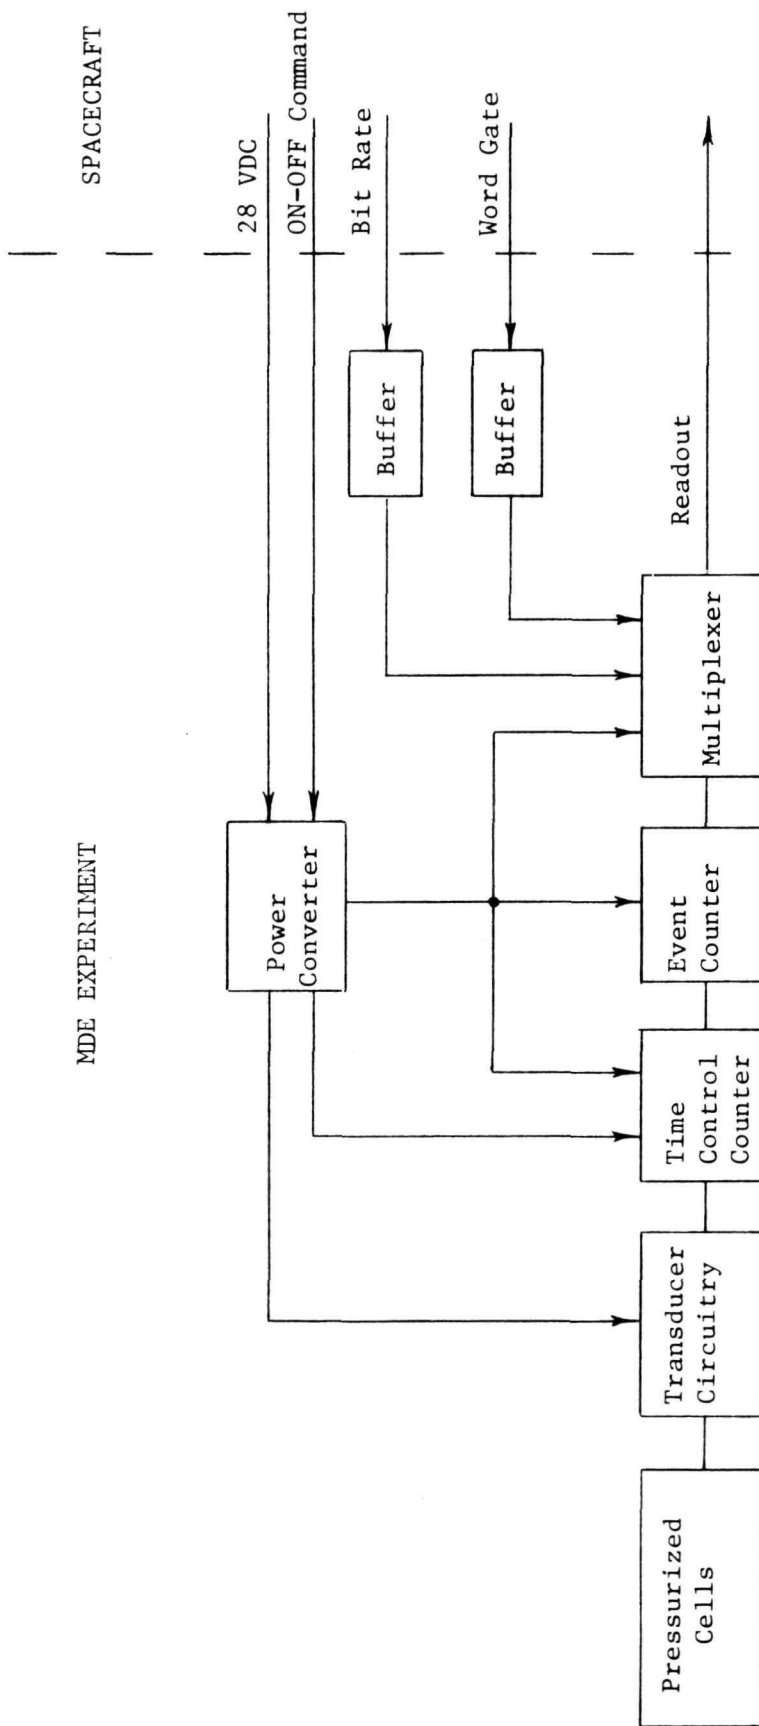 MDE EXPERIMENT
SPACECRAFT
28 VDC
ON-OFF Command
Power
Converter
Bit Rate
Buffer
Word Gate
Buffer
Readout
Pressurized
Cells
Transducer
Circuitry
Time
Control
Counter
Event
Counter
Multiplexer